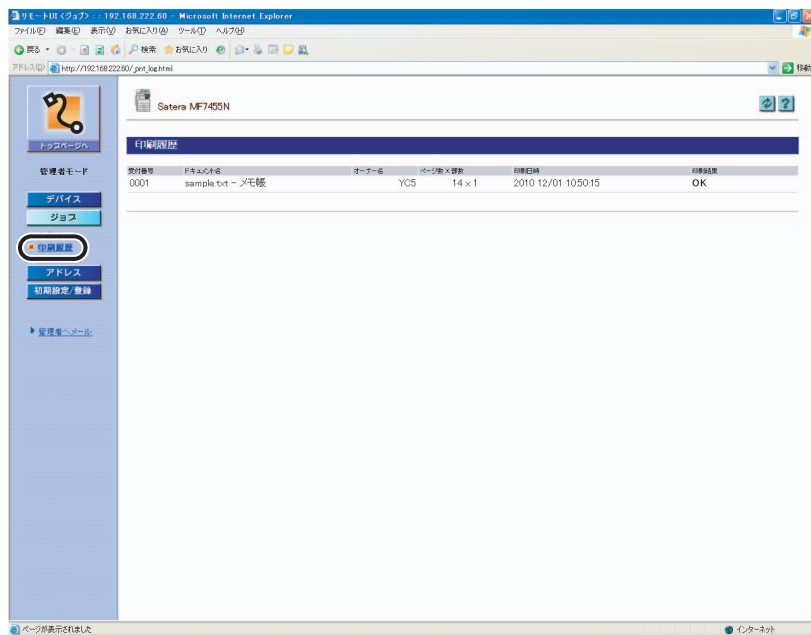 リモートUI <ジョブ> : : 192.168.222.60 - Microsoft Internet Explorer
ファイル(F) 編集(E) 表示(V) お気に入り(A) ツール(T) ヘルプ(H)
戻る 検索 お気に入り
アドレス(D) http://192.168.222.60/_pnt_log.html 移動
Satera MF7455N
トップページへ
印刷履歴
管理者モード
受付番号 ドキュメント名 オーナー名 ページ数 × 部数 印刷日時 印刷結果
0001 sample.txt - メモ帳 YC5 14 × 1 2010 12/01 10:50:15 OK
デバイス
ジョブ
印刷履歴
アドレス
初期設定/登録
管理者へメール
ページが表示されました インターネット